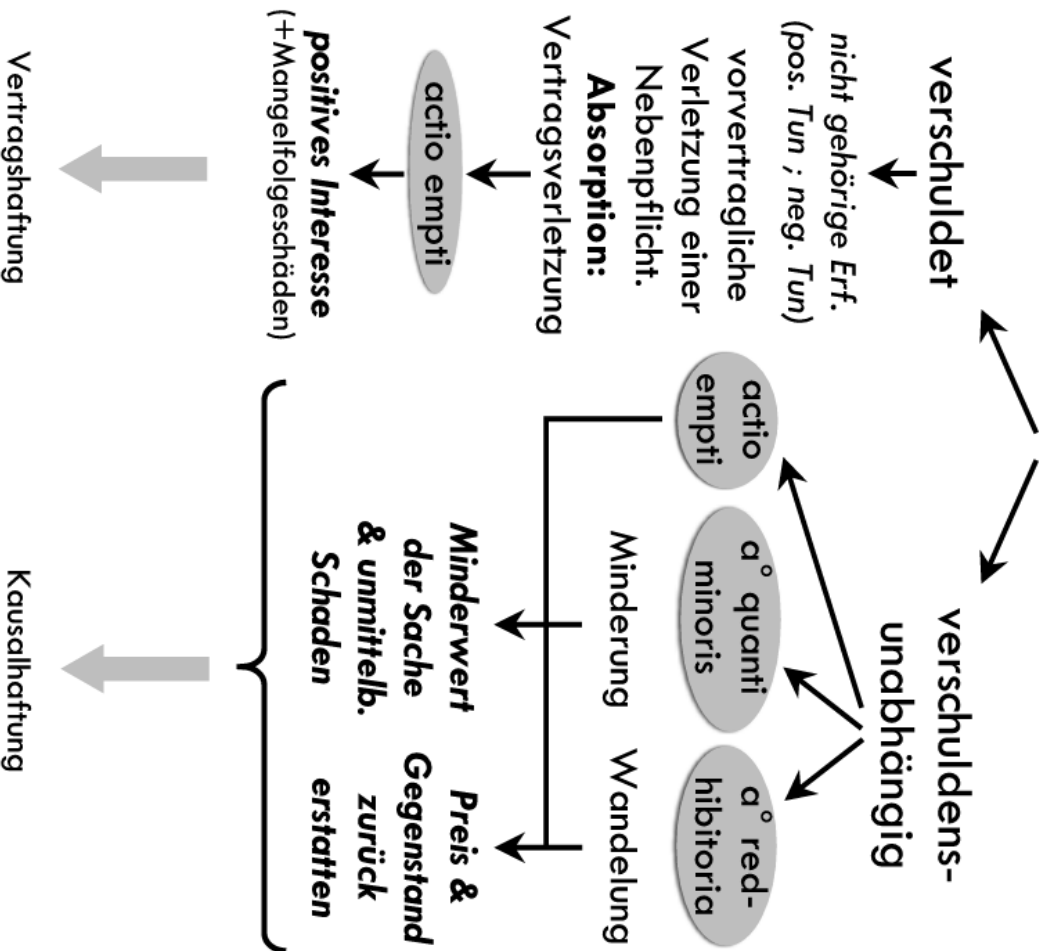 verschuldet
nicht gehörige Erf.
(pos. Tun ; neg. Tun)
vorvertragliche
Verletzung einer
Nebenpflicht.
Absorption:
Vertragsverletzung
actio empti
positives Interesse
(+Mangelfolgeschäden)
Vertragshaftung
verschuldens-
unabhängig
actio
empti
a° quanti
minoris
a° red-
hibitoria
Minderung
Wandelung
Minderwert
der Sache
& unmittelb.
Schaden
Preis &
Gegenstand
zurück
erstatten
Kausalhaftung